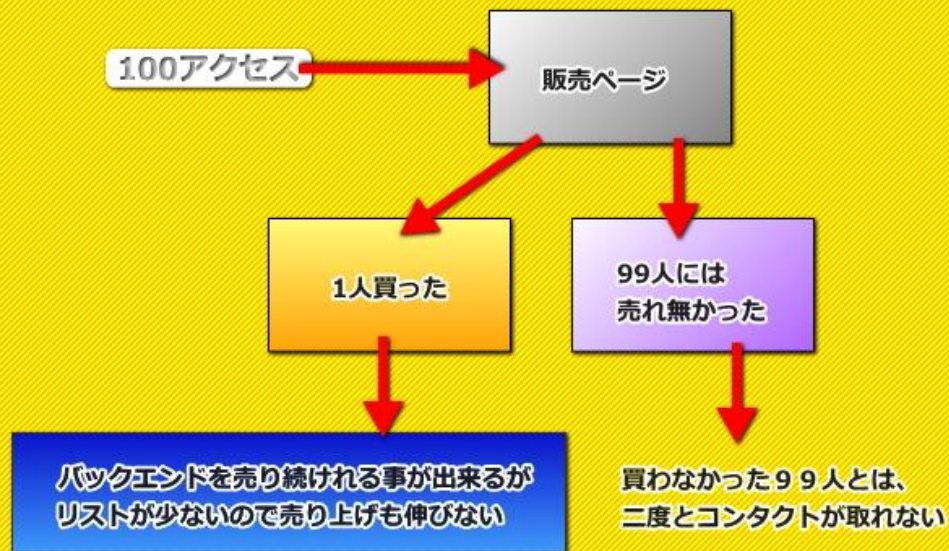 100アクセス
販売ページ
1人買った
99人には
売れ無かった
バックエンドを売り続けれる事が出来るが
リストが少ないので売り上げも伸びない
買わなかった９９人とは、
二度とコンタクトが取れない